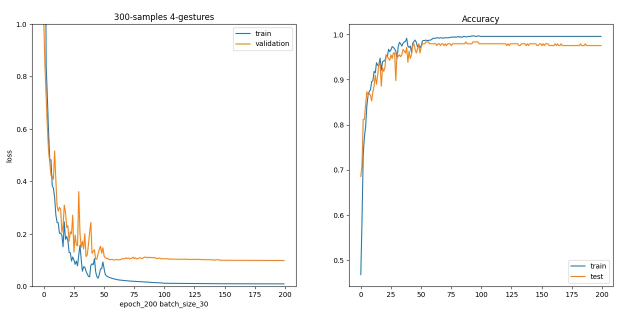 300-samples 4-gestures
train
validation
loss
1.0
0.8
0.6
0.4
0.2
0.0
0 25 50 75 100 125 150 175 200
epoch_200 batch_size_30
Accuracy
1.0
0.9
0.8
0.7
0.6
0.5
train
test
0 25 50 75 100 125 150 175 200